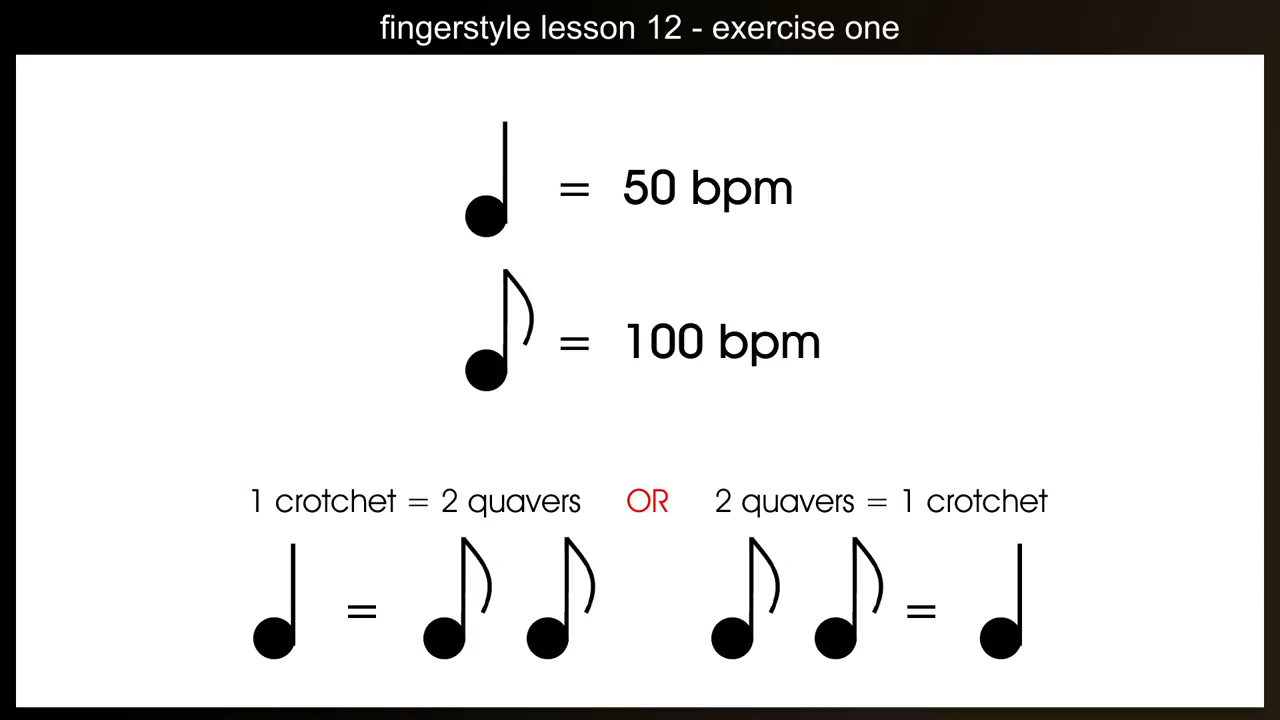 fingerstyle lesson 12 - exercise one
= 50 bpm
= 100 bpm
1 crotchet = 2 quavers OR 2 quavers = 1 crotchet
= =